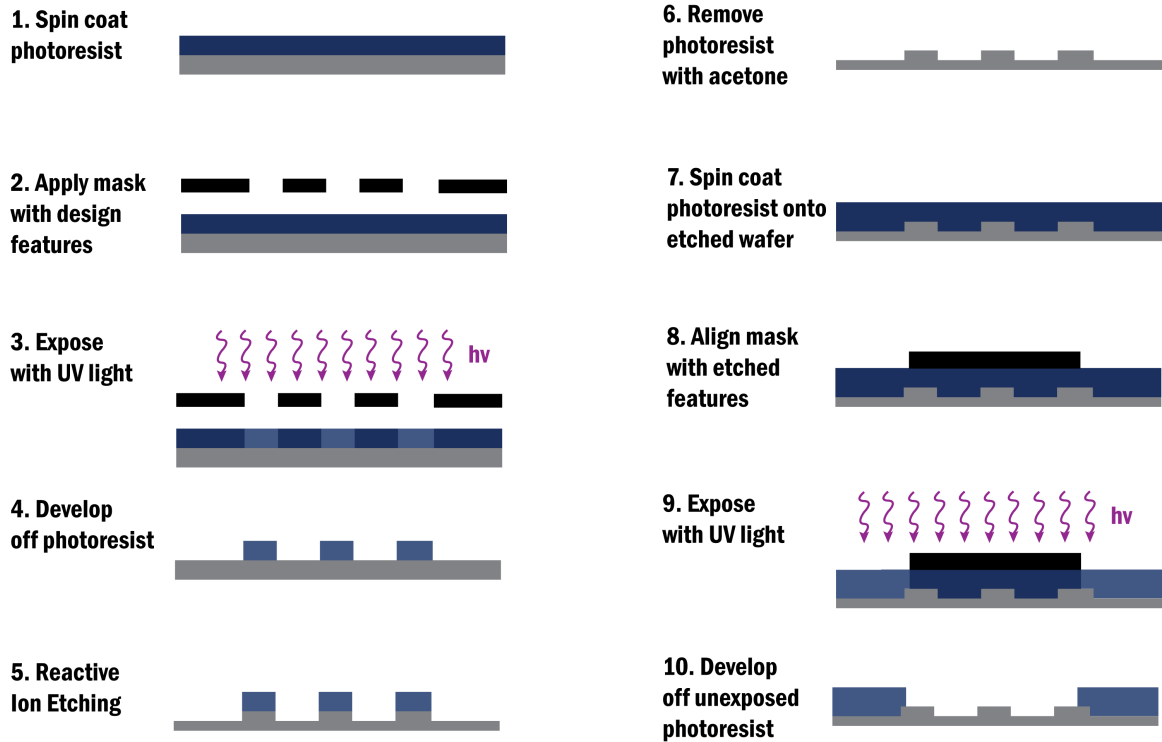 1. Spin coat
photoresist
2. Apply mask
with design
features
3. Expose
with UV light
hv
4. Develop
off photoresist
5. Reactive
Ion Etching
6. Remove
photoresist
with acetone
7. Spin coat
photoresist onto
etched wafer
8. Align mask
with etched
features
9. Expose
with UV light
hv
10. Develop
off unexposed
photoresist